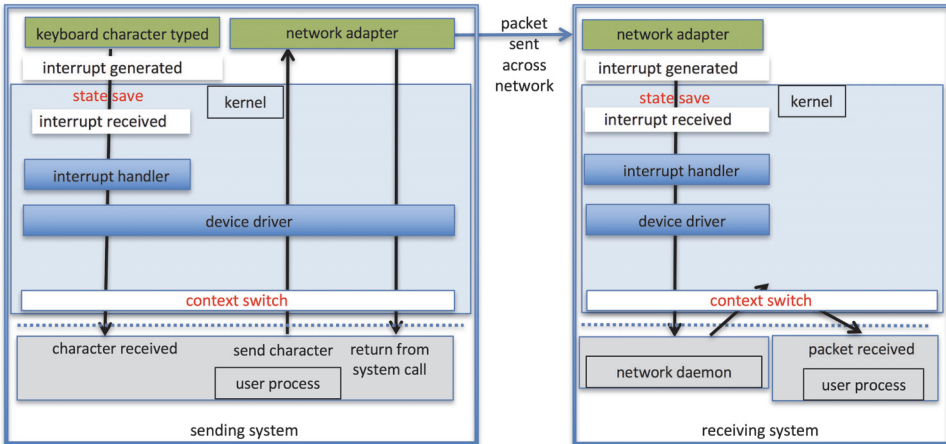 keyboard character typed
network adapter
interrupt generated
state save
kernel
interrupt received
interrupt handler
device driver
context switch
character received
send character
return from
system call
user process
sending system
packet
sent
across
network
network adapter
interrupt generated
state save
kernel
interrupt received
interrupt handler
device driver
context switch
network daemon
packet received
user process
receiving system